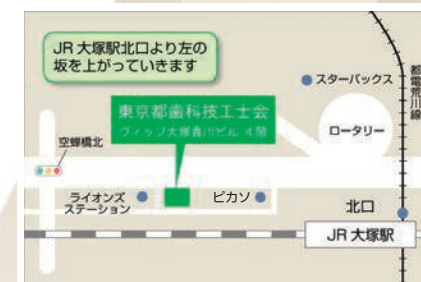 JR 大塚駅北口より左の
坂を上がっていきます
スターバックス
都電荒川線
東京都歯科技工士会
ヴィップ大塚香川ビル 4階
ロータリー
空蝉橋北
ライオンズ
ステーション
ピカソ
北口
JR 大塚駅